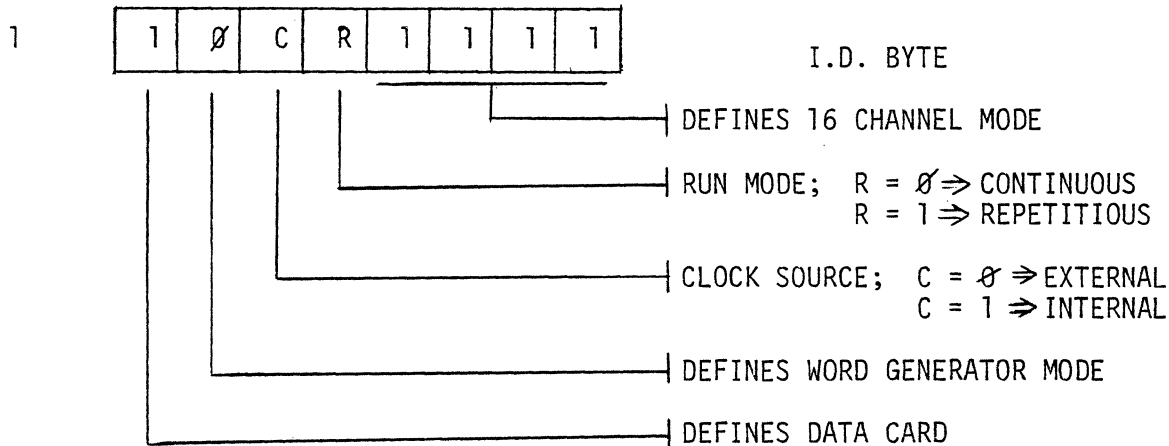 1 1 Ø C R 1 1 1 1
I.D. BYTE
DEFINES 16 CHANNEL MODE
RUN MODE; R = Ø ⇒ CONTINUOUS
R = 1 ⇒ REPETITIOUS
CLOCK SOURCE; C = Ø ⇒ EXTERNAL
C = 1 ⇒ INTERNAL
DEFINES WORD GENERATOR MODE
DEFINES DATA CARD